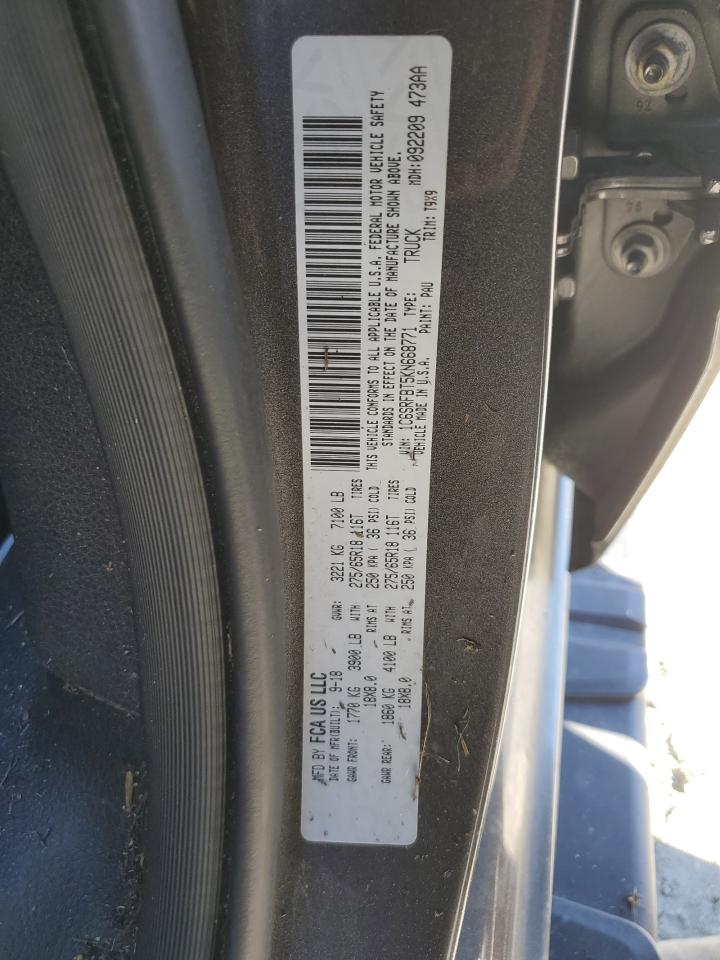 MFD BY FCA US LLC
DATE OF MFR(BUILT): 9-18 GVWR: 3221 KG 7100 LB
GAWR FRONT: 1770 KG 3900 LB WITH 275/65R18 116T TIRES
18X8.0 RIMS AT 250 KPA ( 36 PSI) COLD
GAWR REAR: 1860 KG 4100 LB WITH 275/65R18 116T TIRES
18X8.0 RIMS AT 250 KPA ( 36 PSI) COLD
THIS VEHICLE CONFORMS TO ALL APPLICABLE U.S.A. FEDERAL MOTOR VEHICLE SAFETY
STANDARDS IN EFFECT ON THE DATE OF MANUFACTURE SHOWN ABOVE.
VIN: 1C6SRFBT5KN668771 TYPE: TRUCK MDH:092209 473AA
VEHICLE MADE IN U.S.A. PAINT: PAU TRIM: T9X9